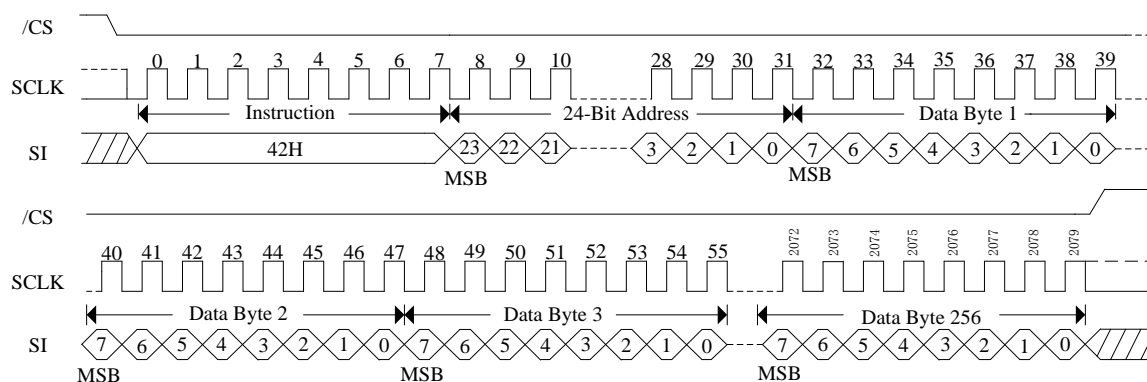 /CS
0 1 2 3 4 5 6 7 8 9 10 28 29 30 31 32 33 34 35 36 37 38 39
SCLK
Instruction 24-Bit Address Data Byte 1
SI 42H 23 22 21 3 2 1 0 7 6 5 4 3 2 1 0
MSB MSB
/CS
40 41 42 43 44 45 46 47 48 49 50 51 52 53 54 55 2072 2073 2074 2075 2076 2077 2078 2079
SCLK
Data Byte 2 Data Byte 3 Data Byte 256
SI 7 6 5 4 3 2 1 0 7 6 5 4 3 2 1 0 7 6 5 4 3 2 1 0
MSB MSB MSB